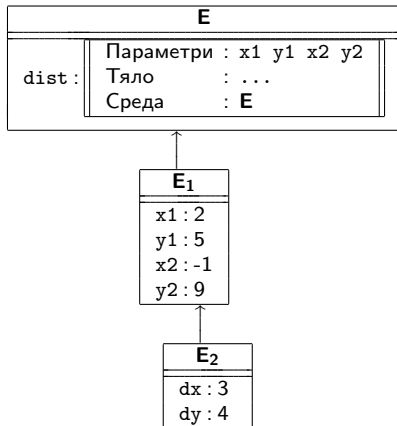 E
Параметри : x1 y1 x2 y2
dist : Тяло : ...
Среда : E
E1
x1 : 2
y1 : 5
x2 : -1
y2 : 9
E2
dx : 3
dy : 4